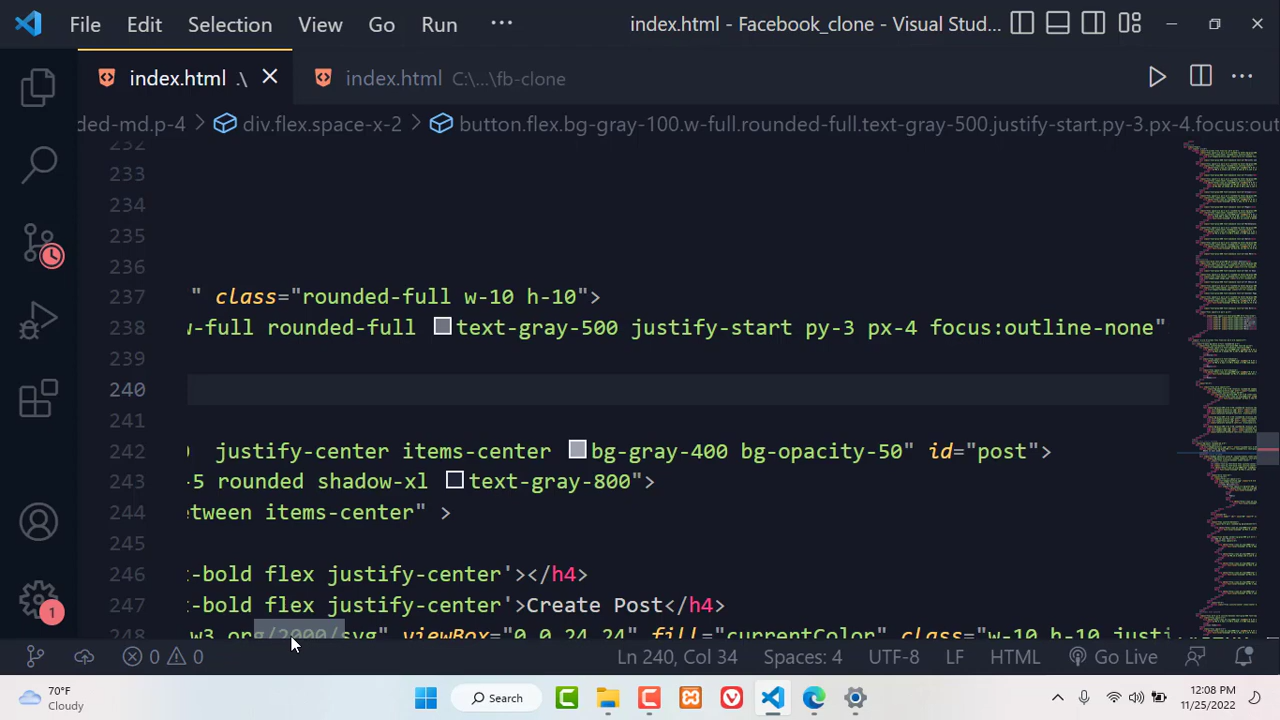 File Edit Selection View Go Run ··· index.html - Facebook_clone - Visual Stud...
index.html .\ index.html C:\...\fb-clone
ded-md.p-4 > div.flex.space-x-2 > button.flex.bg-gray-100.w-full.rounded-full.text-gray-500.justify-start.py-3.px-4.focus:out
232
233
234
235
236
237 " class="rounded-full w-10 h-10">
238 w-full rounded-full text-gray-500 justify-start py-3 px-4 focus:outline-none"
239
240
241
242 justify-center items-center bg-gray-400 bg-opacity-50" id="post">
243 -5 rounded shadow-xl text-gray-800">
244 etween items-center" >
245
246 t-bold flex justify-center'></h4>
247 t-bold flex justify-center'>Create Post</h4>
248 w3.org/2000/svg" viewBox="0 0 24 24" fill="currentColor" class="w-10 h-10 justi
1
0 0 Ln 240, Col 34 Spaces: 4 UTF-8 LF HTML Go Live
70°F
Cloudy
Search
12:08 PM
11/25/2022